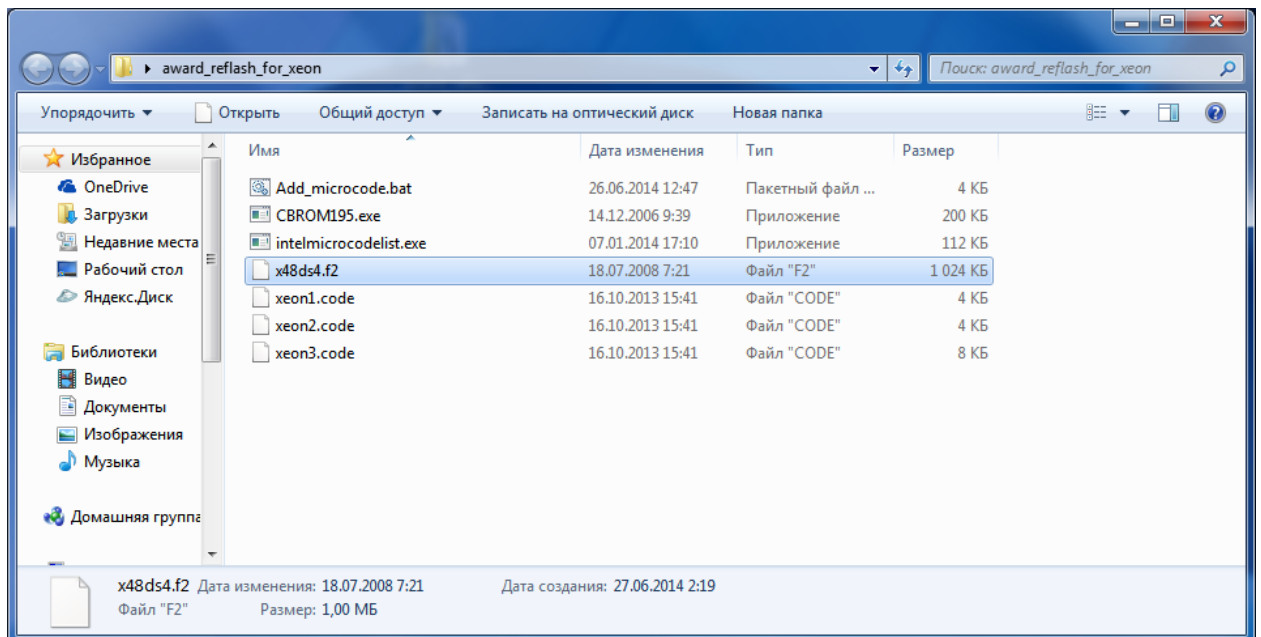 award_reflash_for_xeon
Поиск: award_reflash_for_xeon
Упорядочить Открыть Общий доступ Записать на оптический диск Новая папка
Избранное
OneDrive
Загрузки
Недавние места
Рабочий стол
Яндекс.Диск
Библиотеки
Видео
Документы
Изображения
Музыка
Домашняя группа
Имя Дата изменения Тип Размер
Add_microcode.bat 26.06.2014 12:47 Пакетный файл ... 4 КБ
CBROM195.exe 14.12.2006 9:39 Приложение 200 КБ
intelmicrocodelist.exe 07.01.2014 17:10 Приложение 112 КБ
x48ds4.f2 18.07.2008 7:21 Файл "F2" 1 024 КБ
xeon1.code 16.10.2013 15:41 Файл "CODE" 4 КБ
xeon2.code 16.10.2013 15:41 Файл "CODE" 4 КБ
xeon3.code 16.10.2013 15:41 Файл "CODE" 8 КБ
x48ds4.f2 Дата изменения: 18.07.2008 7:21 Дата создания: 27.06.2014 2:19
Файл "F2" Размер: 1,00 МБ